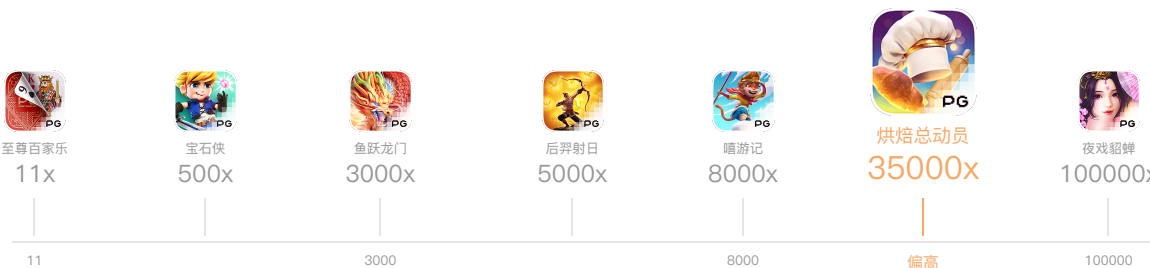 PG
PG
PG
PG
PG
PG
PG
至尊百家乐
宝石侠
鱼跃龙门
后羿射日
嘻游记
烘焙总动员
夜戏貂蝉
11x
500x
3000x
5000x
8000x
35000x
100000x
11
3000
8000
偏高
100000